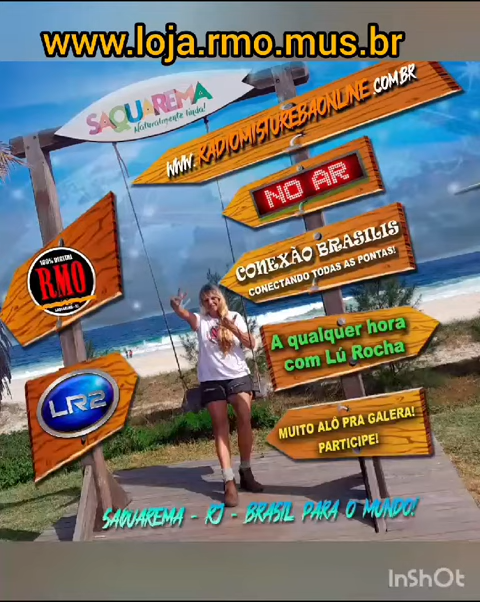 www.loja.rmo.mus.br
SAQUAREMA
Naturalmente linda!
WWW.RADIOMISTUREBAONLINE.COM.BR
NO AR
CONEXÃO BRASILIS
CONECTANDO TODAS AS PONTAS!
100% DIGITAL
RMO
A qualquer hora
com Lú Rocha
LR2
MUITO ALÔ PRA GALERA!
PARTICIPE!
SAQUAREMA - RJ - BRASIL PARA O MUNDO!
InShOt